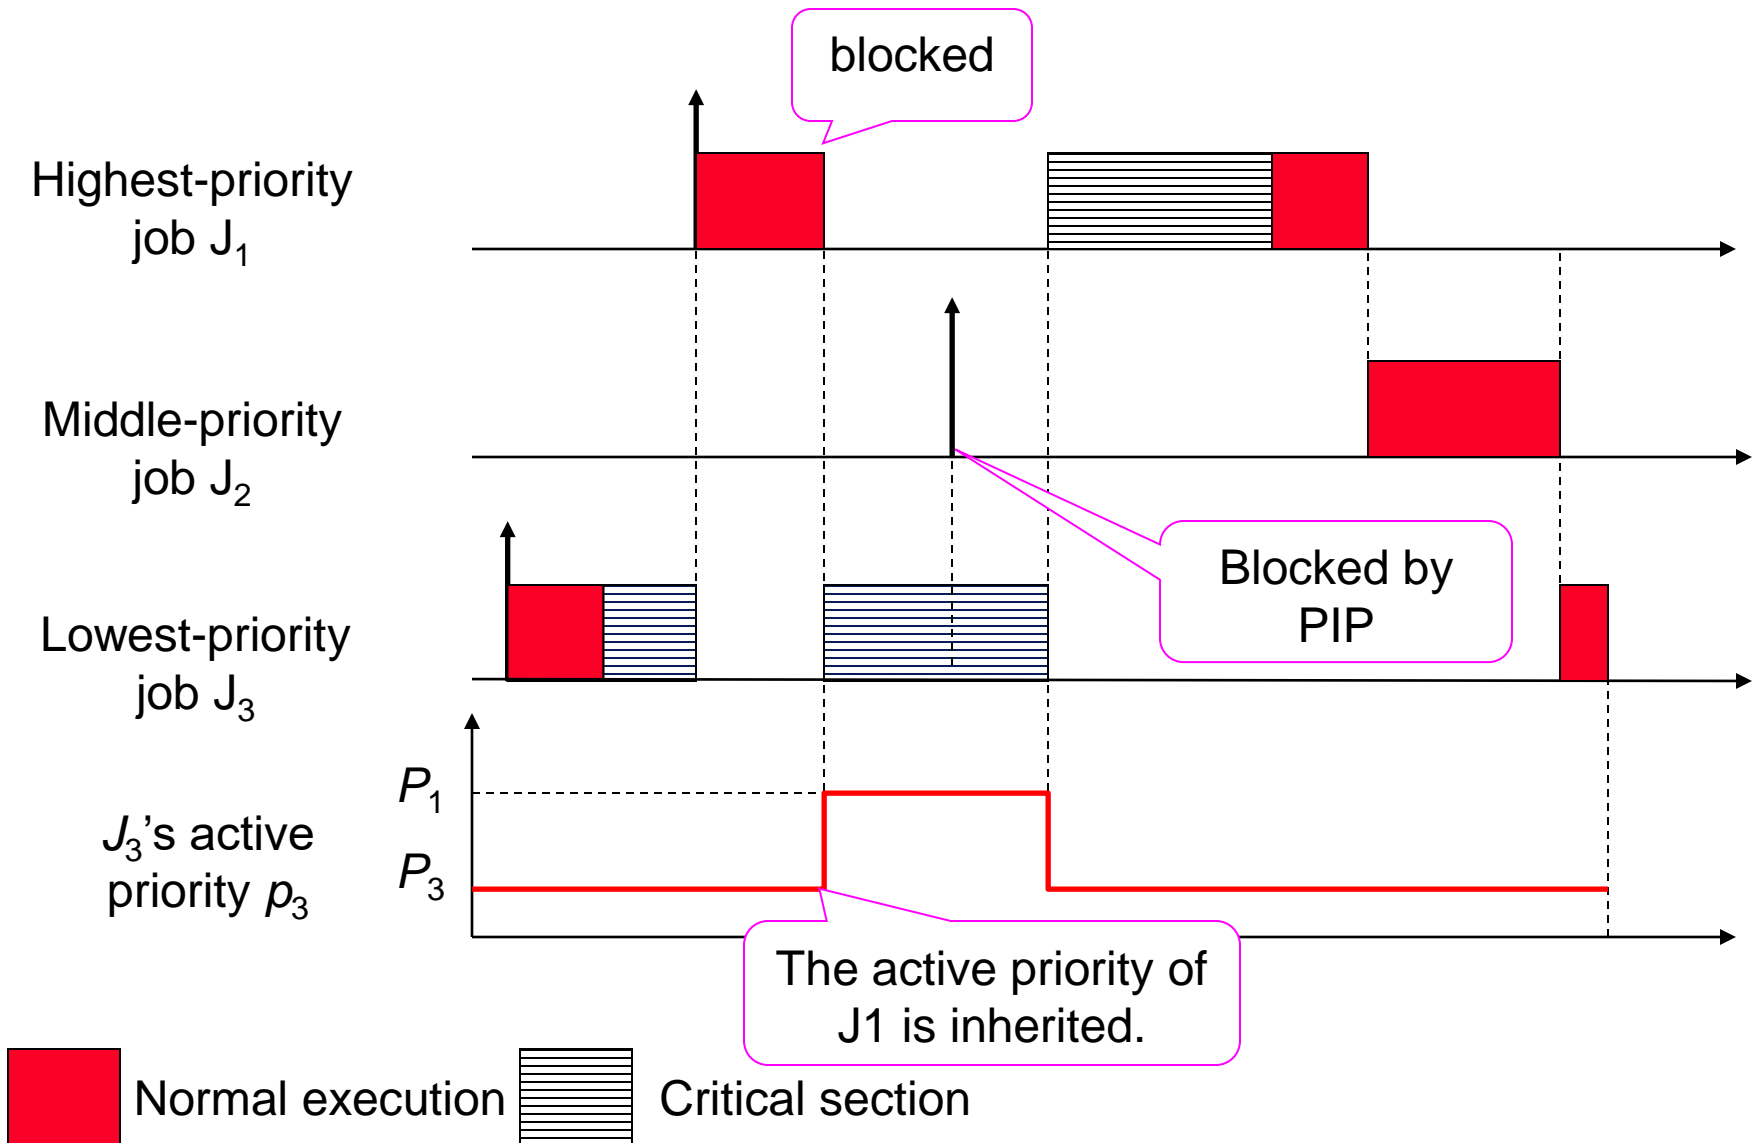 blocked
Highest-priority
job J₁
Middle-priority
job J₂
Blocked by
PIP
Lowest-priority
job J₃
P₁
J₃’s active
priority p₃
P₃
The active priority of
J1 is inherited.
Normal execution
Critical section